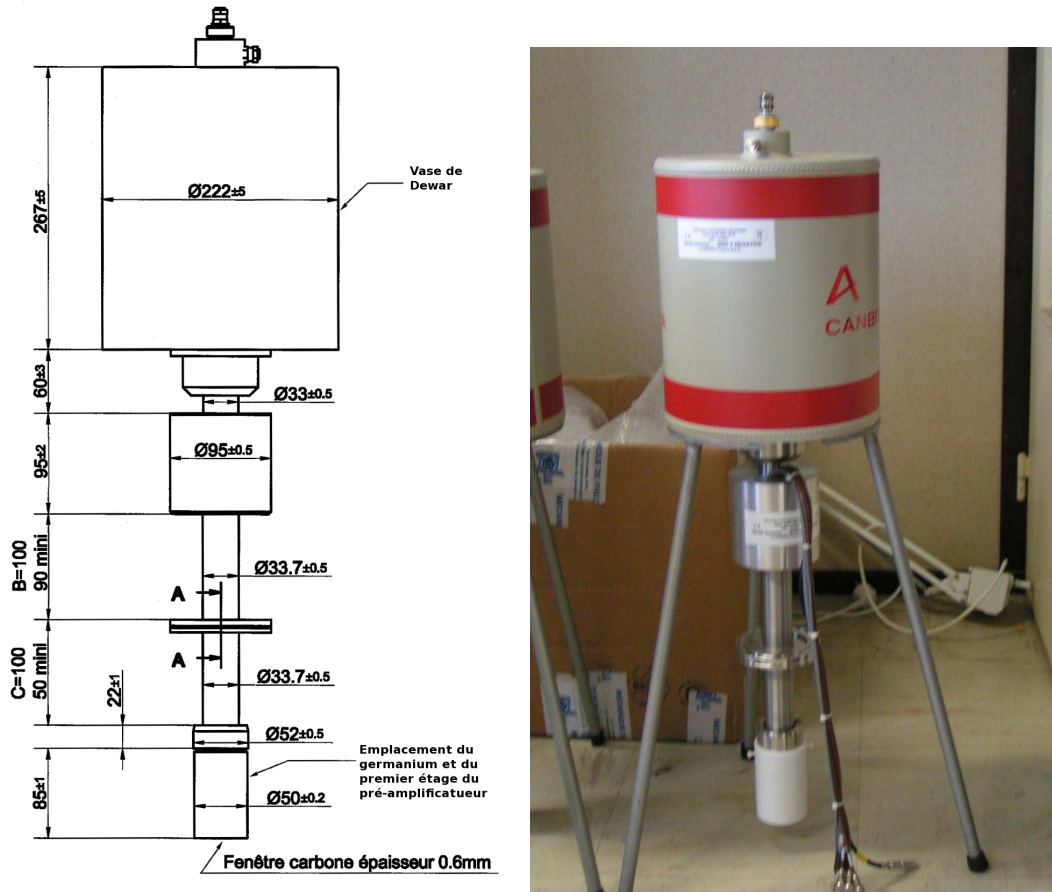 Vase de
Dewar
Ø222±5
267±5
60±3
Ø33±0.5
Ø95±0.5
95±2
B=100
90 mini
Ø33.7±0.5
A
A
C=100
50 mini
Ø33.7±0.5
22±1
Ø52±0.5
Emplacement du
germanium et du
premier étage du
pré-amplificatueur
85±1
Ø50±0.2
Fenêtre carbone épaisseur 0.6mm
CANBE